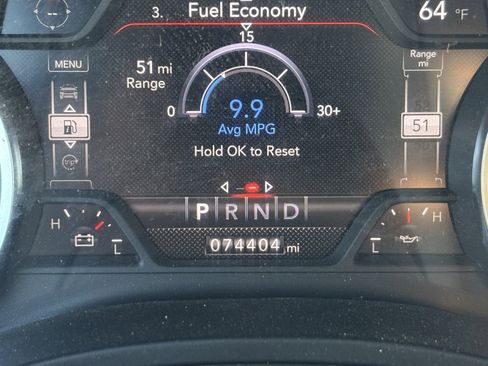 3. Fuel Economy 64 °F
15
MENU
Range
mi
51 mi
Range
0
30+
9.9
Avg MPG
51
Hold OK to Reset
trip
P R N D
H
L
074404 mi
L
H